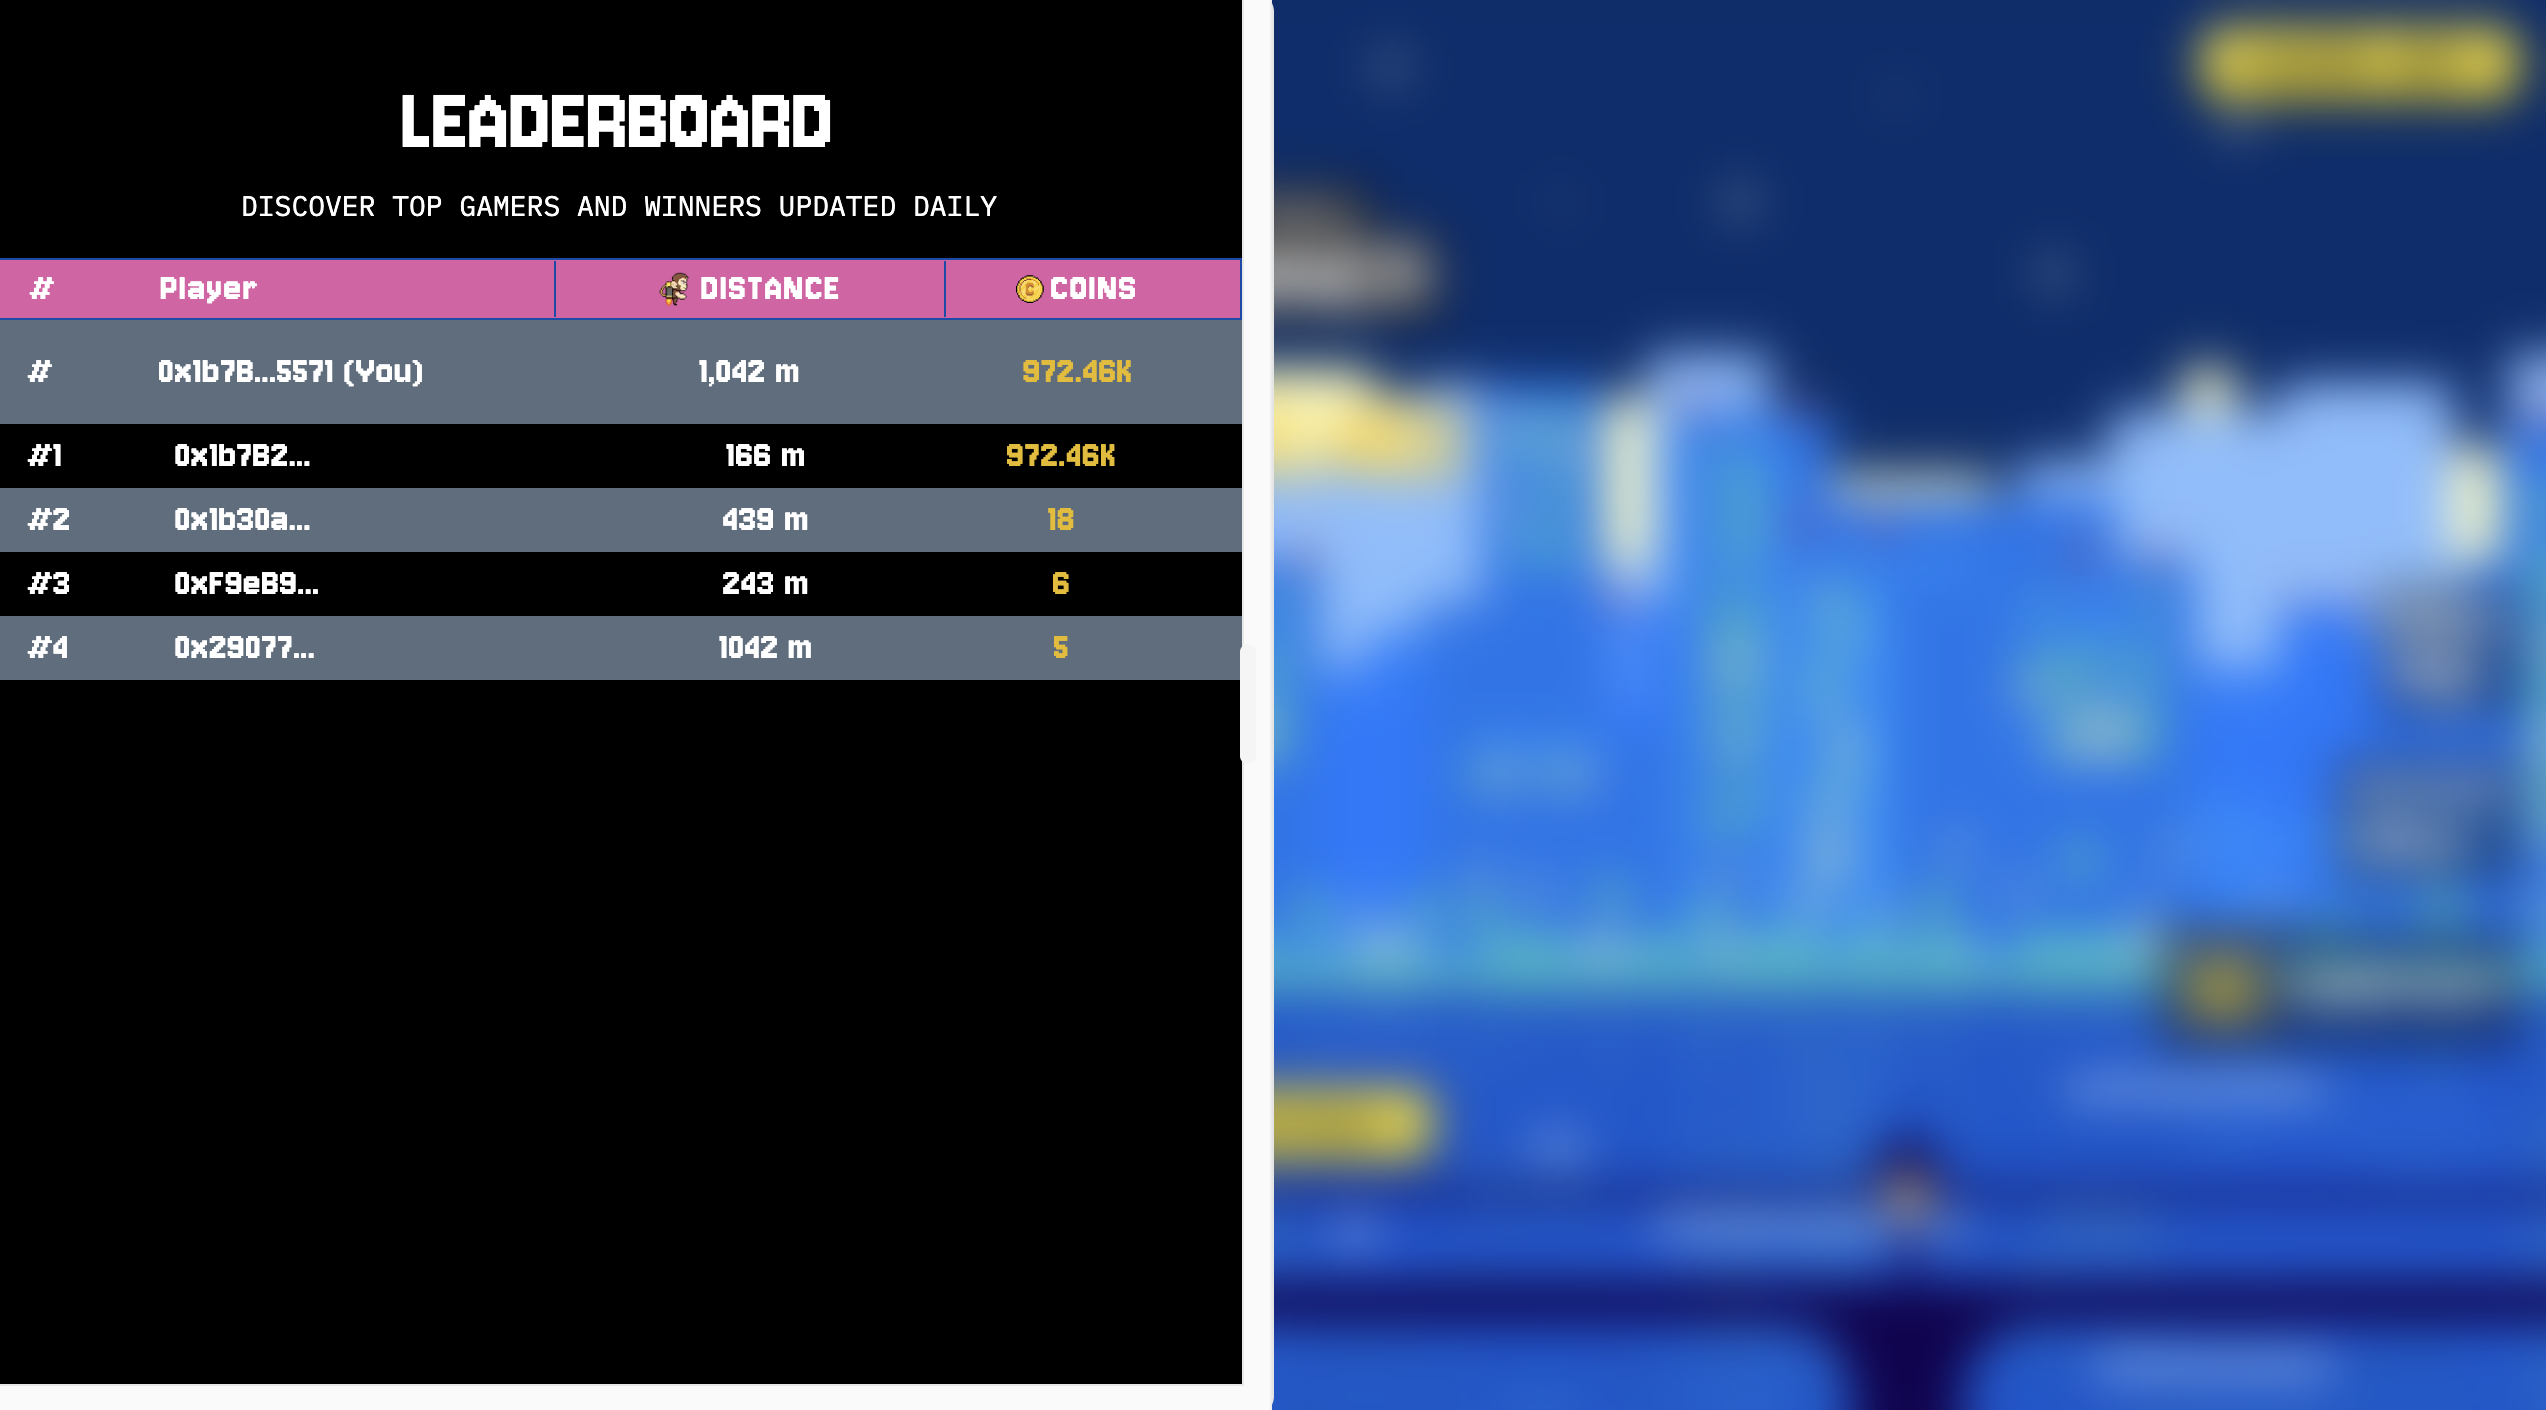 LEADERBOARD
DISCOVER TOP GAMERS AND WINNERS UPDATED DAILY
# Player DISTANCE COINS
# 0x1b7B...5571 (You) 1,042 m 972.46K
#1 0x1b7B2... 166 m 972.46K
#2 0x1b30a... 439 m 18
#3 0xF9eB9... 243 m 6
#4 0x29077... 1042 m 5